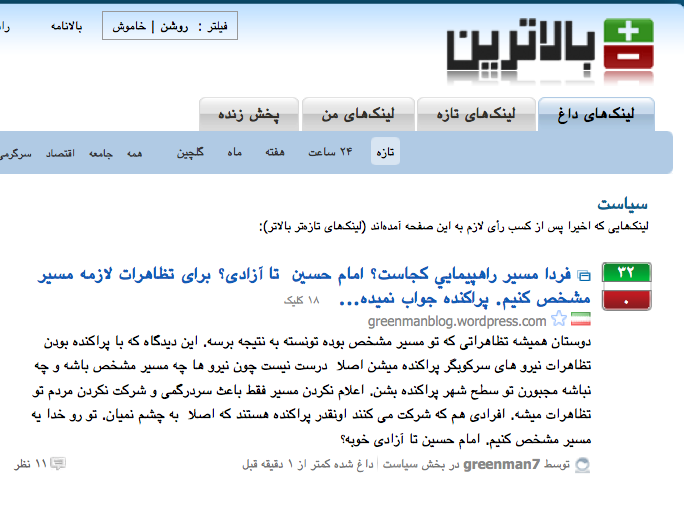 فیلتر : روشن | خاموش
بالانامه
بالاترین
لینک‌های داغ
لینک‌های تازه
لینک‌های من
پخش زنده
تازه
۲۴ ساعت
هفته
ماه
گلچین
همه
جامعه
اقتصاد
سرگرمی
سیاست
لینک‌هایی که اخیرا پس از کسب رأی لازم به این صفحه آمده‌اند (لینک‌های تازه‌تر بالاتر):
۳۲
۰
فردا مسیر راهپیمایي کجاست؟ امام حسین تا آزادی؟ برای تظاهرات لازمه مسیر
مشخص کنیم. پراکنده جواب نمیده... ۱۸ کلیک
greenmanblog.wordpress.com
دوستان همیشه تظاهراتی که تو مسیر مشخص بوده تونسته به نتیجه برسه. این دیدگاه که با پراکنده بودن
تظاهرات نیرو های سرکوبگر پراکنده میشن اصلا درست نیست چون نیرو ها چه مسیر مشخص باشه و چه
نباشه مجبورن تو سطح شهر پراکنده بشن. اعلام نکردن مسیر فقط باعث سردرگمی و شرکت نکردن مردم تو
تظاهرات میشه. افرادی هم که شرکت می کنند اونقدر پراکنده هستند که اصلا به چشم نمیان. تو رو خدا یه
مسیر مشخص کنیم. امام حسین تا آزادی خوبه؟
توسط greenman7 در بخش سیاست | داغ شده کمتر از ۱ دقیقه قبل
۱۱ نظر